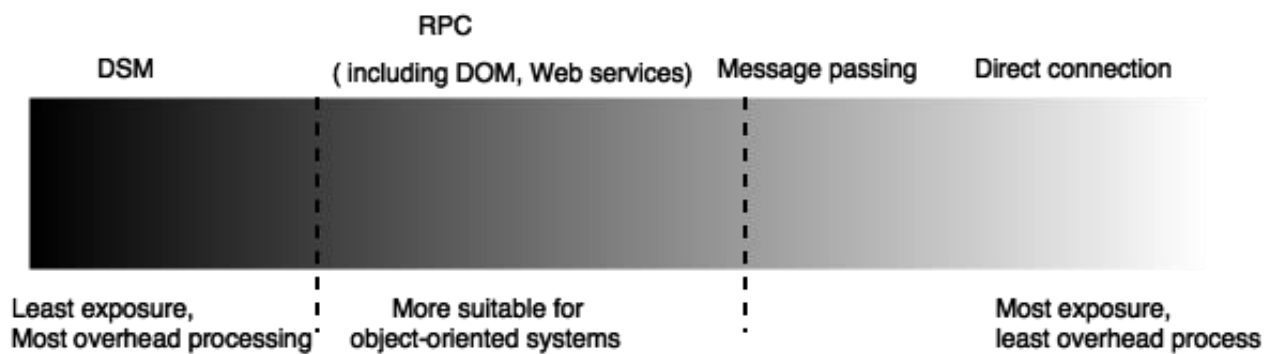 RPC
DSM
( including DOM, Web services)
Message passing
Direct connection
Least exposure,
Most overhead processing
More suitable for
object-oriented systems
Most exposure,
least overhead process